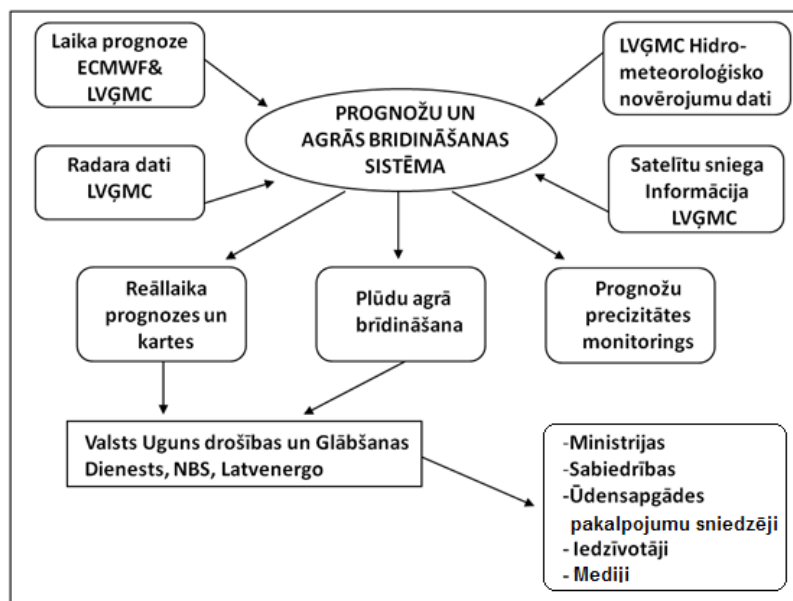 Laika prognoze
ECMWF&
LVĢMC
LVĢMC Hidro-
meteoroloģisko
novērojumu dati
PROGNOŽU UN
AGRĀS BRIDINĀŠANAS
SISTĒMA
Radara dati
LVĢMC
Satelītu sniega
Informācija
LVĢMC
Reāllaika
prognozes un
kartes
Plūdu agrā
brīdināšana
Prognožu
precizitātes
monitorings
Valsts Uguns drošības un Glābšanas
Dienests, NBS, Latvenergo
-Ministrijas
-Sabiedrības
-Ūdensapgādes
pakalpojumu sniedzēji
- Iedzīvotāji
- Mediji